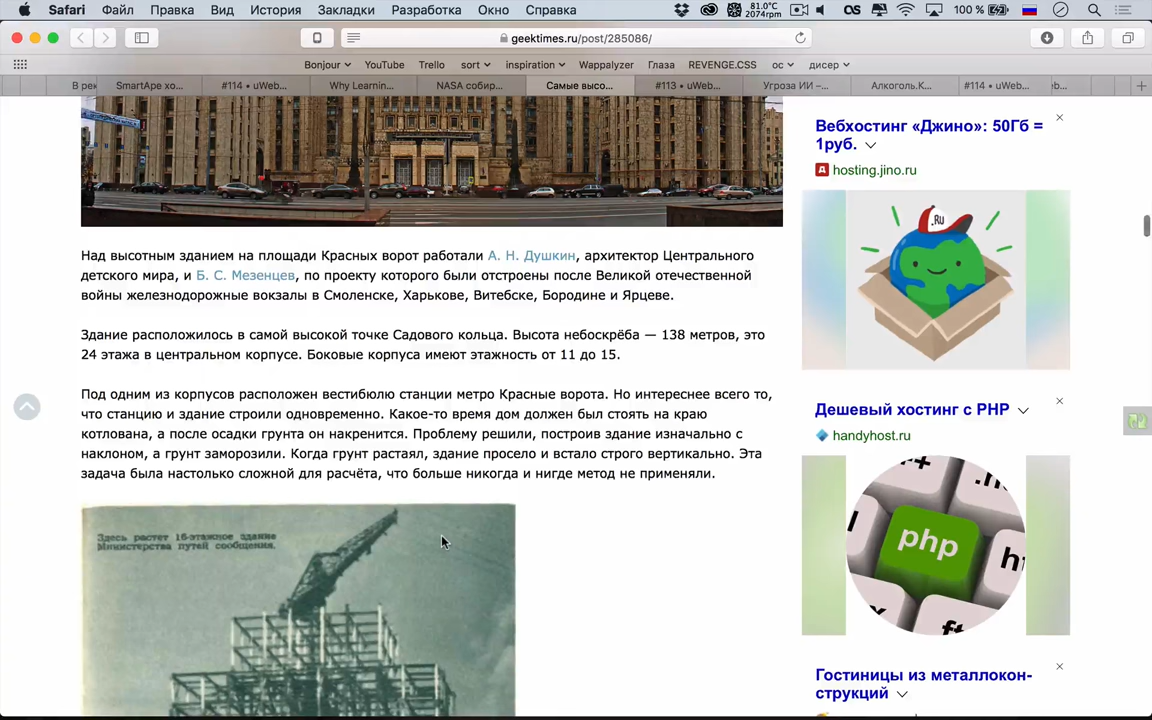 Safari Файл Правка Вид История Закладки Разработка Окно Справка
81.0°C
2074rpm
100 %
geektimes.ru/post/285086/
Bonjour YouTube Trello sort inspiration Wappalyzer Глаза REVENGE.CSS ос дисер
В рек SmartApe хо... #114 • uWeb... Why Learnin... NASA собир... Самые высо... #113 • uWeb... Угроза ИИ –... Алкоголь.К... #114 • uWeb...
Над высотным зданием на площади Красных ворот работали А. Н. Душкин, архитектор Центрального
детского мира, и Б. С. Мезенцев, по проекту которого были отстроены после Великой отечественной
войны железнодорожные вокзалы в Смоленске, Харькове, Витебске, Бородине и Ярцеве.
Здание расположилось в самой высокой точке Садового кольца. Высота небоскрёба — 138 метров, это
24 этажа в центральном корпусе. Боковые корпуса имеют этажность от 11 до 15.
Под одним из корпусов расположен вестибюлю станции метро Красные ворота. Но интереснее всего то,
что станцию и здание строили одновременно. Какое-то время дом должен был стоять на краю
котлована, а после осадки грунта он накренится. Проблему решили, построив здание изначально с
наклоном, а грунт заморозили. Когда грунт растаял, здание просело и встало строго вертикально. Эта
задача была настолько сложной для расчёта, что больше никогда и нигде метод не применяли.
Здесь растет 16-этажное здание
Министерства путей сообщения.
Вебхостинг «Джино»: 50Гб =
1руб.
hosting.jino.ru
.RU
Дешевый хостинг с PHP
handyhost.ru
php
Гостиницы из металлокон-
струкций